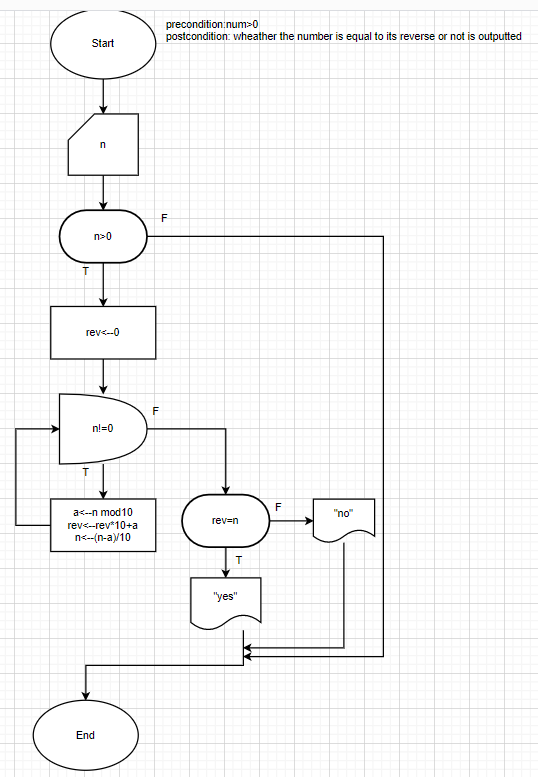 precondition:num>0
postcondition: wheather the number is equal to its reverse or not is outputted
Start
n
n>0
F
T
rev<--0
n!=0
F
T
a<--n mod10
rev<--rev*10+a
n<--(n-a)/10
rev=n
F
"no"
T
"yes"
End